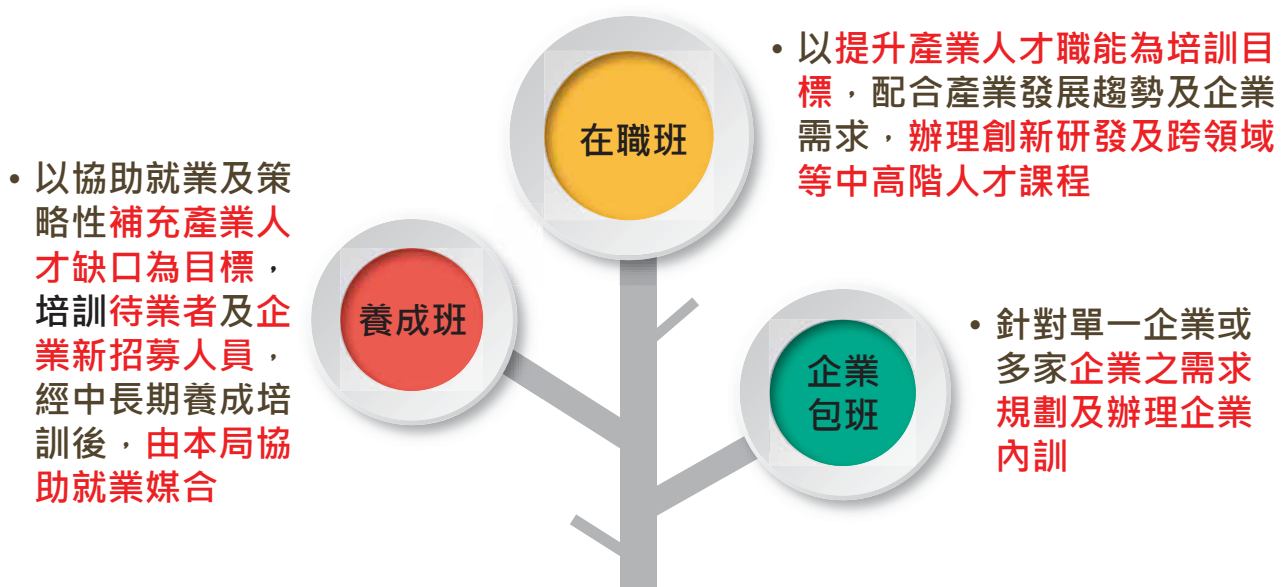 在職班
• 以提升產業人才職能為培訓目
標，配合產業發展趨勢及企業
需求，辦理創新研發及跨領域
等中高階人才課程
養成班
• 以協助就業及策
略性補充產業人
才缺口為目標，
培訓待業者及企
業新招募人員，
經中長期養成培
訓後，由本局協
助就業媒合
企業
包班
• 針對單一企業或
多家企業之需求
規劃及辦理企業
內訓